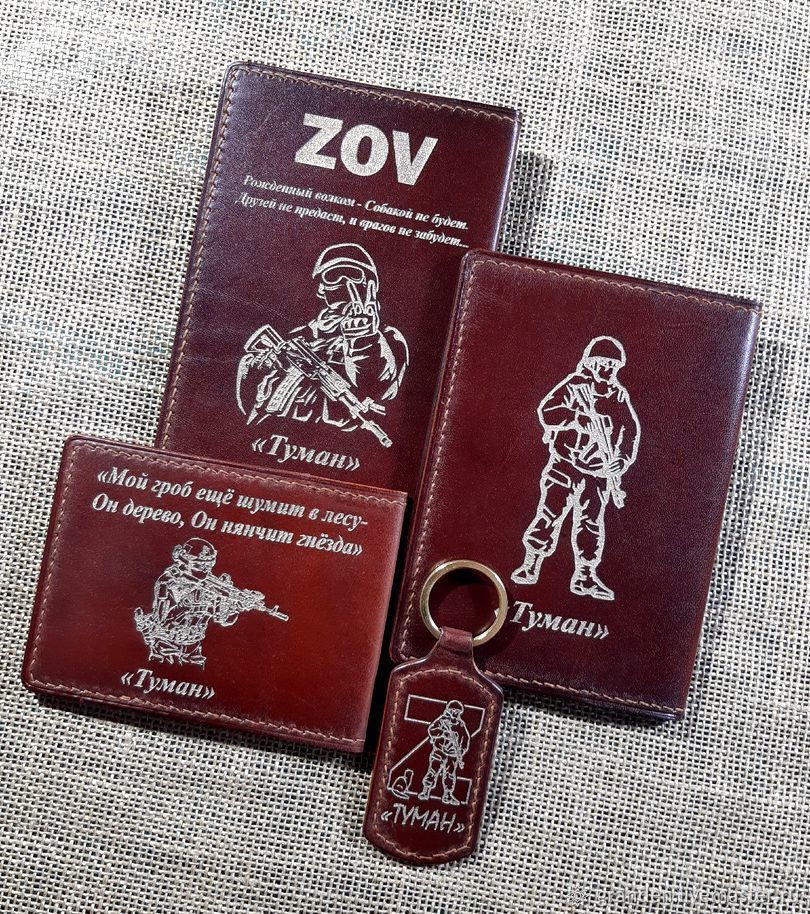 ZOV
Рожденный волком - Собакой не будет.
Друзей не предаст, и врагов не забудет...
«Туман»
«Туман»
«Мой гроб ещё шумит в лесу-
Он дерево, Он нянчит гнёзда»
«Туман»
Z
«ТУМАН»